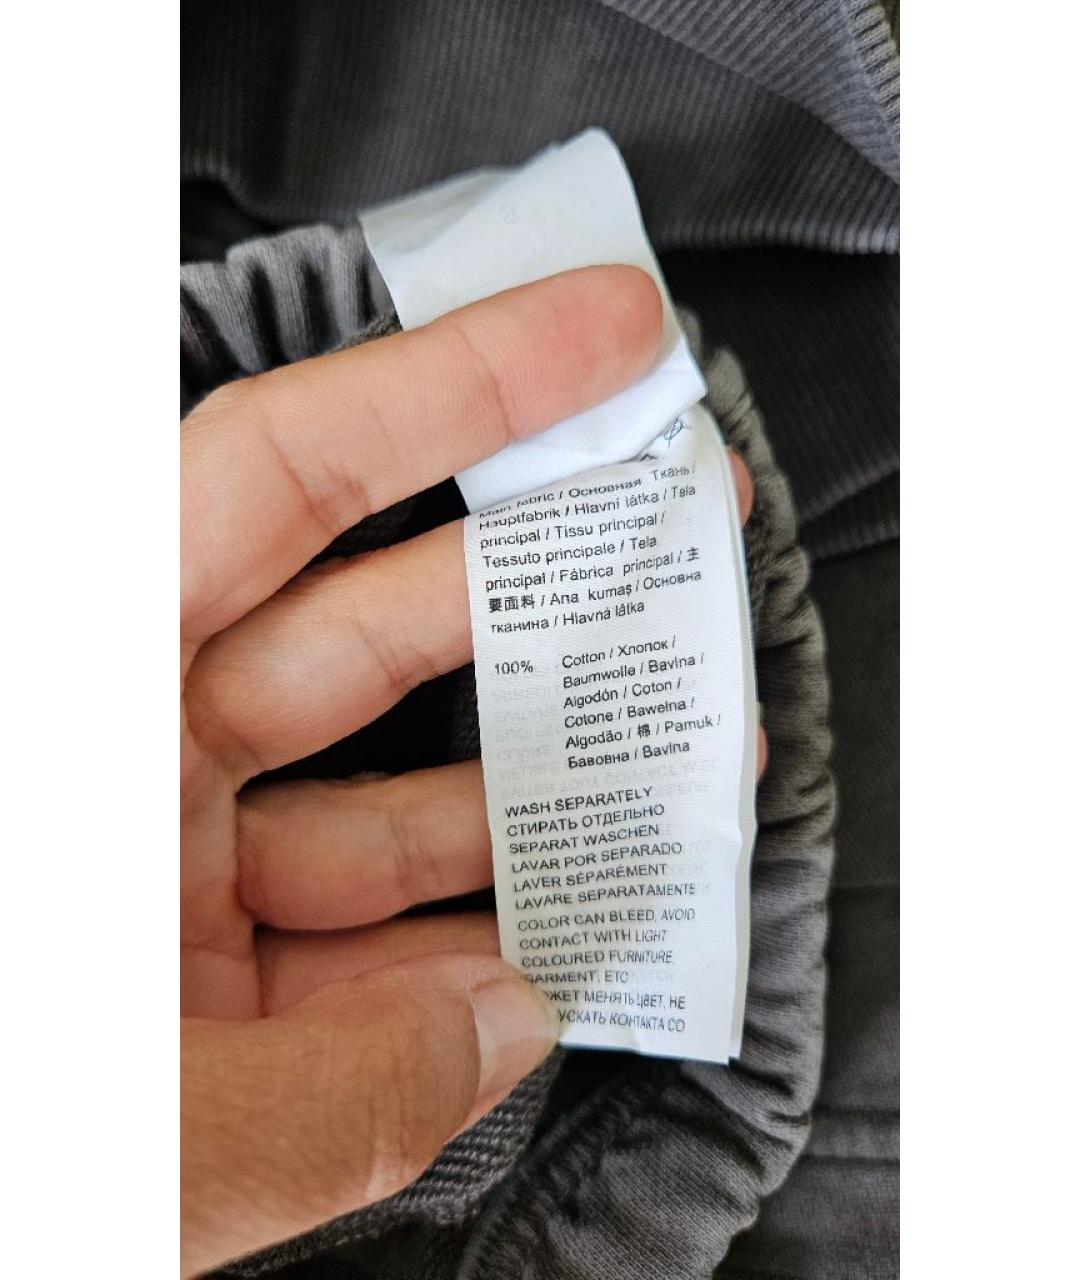 Main fabric / Основная Ткань /
Hauptfabrik / Hlavní látka / Tela
principal / Tissu principal /
Tessuto principale / Tela
principal / Fábrica principal / 主
要面料 / Ana kumaş / Основна
тканина / Hlavná látka
100% Cotton / Хлопок /
Baumwolle / Bavlna /
Algodón / Coton /
Cotone / Bawełna /
Algodão / 棉 / Pamuk /
Бавовна / Bavlna
WASH SEPARATELY
СТИРАТЬ ОТДЕЛЬНО
SEPARAT WASCHEN
LAVAR POR SEPARADO
LAVER SÉPARÉMENT
LAVARE SEPARATAMENTE
COLOR CAN BLEED, AVOID
CONTACT WITH LIGHT
COLOURED FURNITURE,
GARMENT, ETC
ЖЕТ МЕНЯТЬ ЦВЕТ, НЕ
УСКАТЬ КОНТАКТА СО